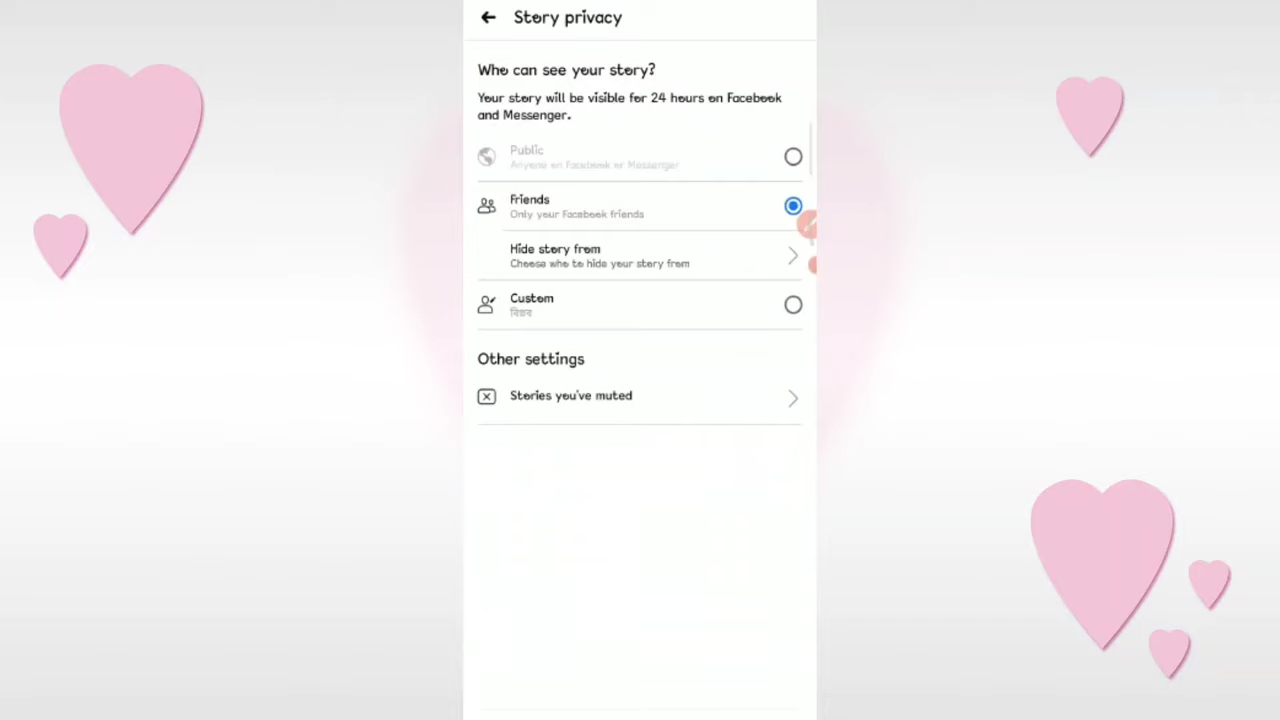 Story privacy
Who can see your story?
Your story will be visible for 24 hours on Facebook
and Messenger.
Public
Anyone on Facebook or Messenger
Friends
Only your Facebook friends
Hide story from
Choose who to hide your story from
Custom
Other settings
Stories you've muted